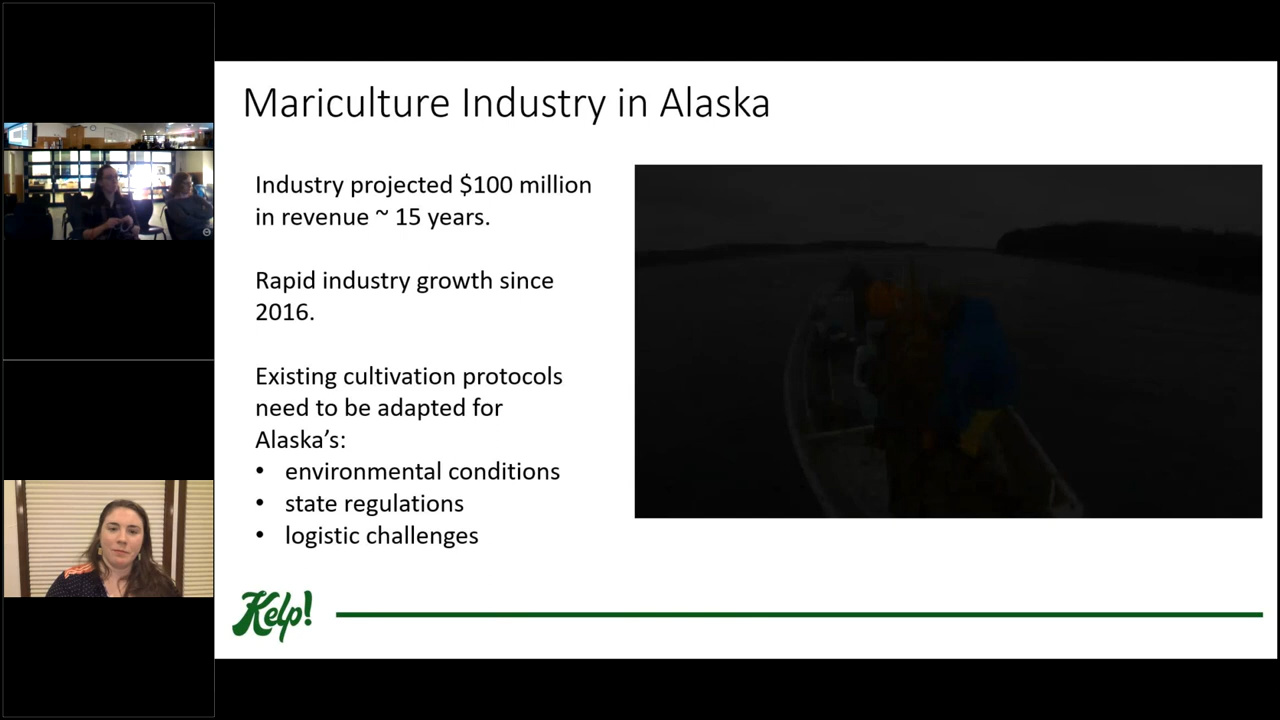 Mariculture Industry in Alaska
Industry projected $100 million
in revenue ~ 15 years.
Rapid industry growth since
2016.
Existing cultivation protocols
need to be adapted for
Alaska’s:
• environmental conditions
• state regulations
• logistic challenges
Kelp!